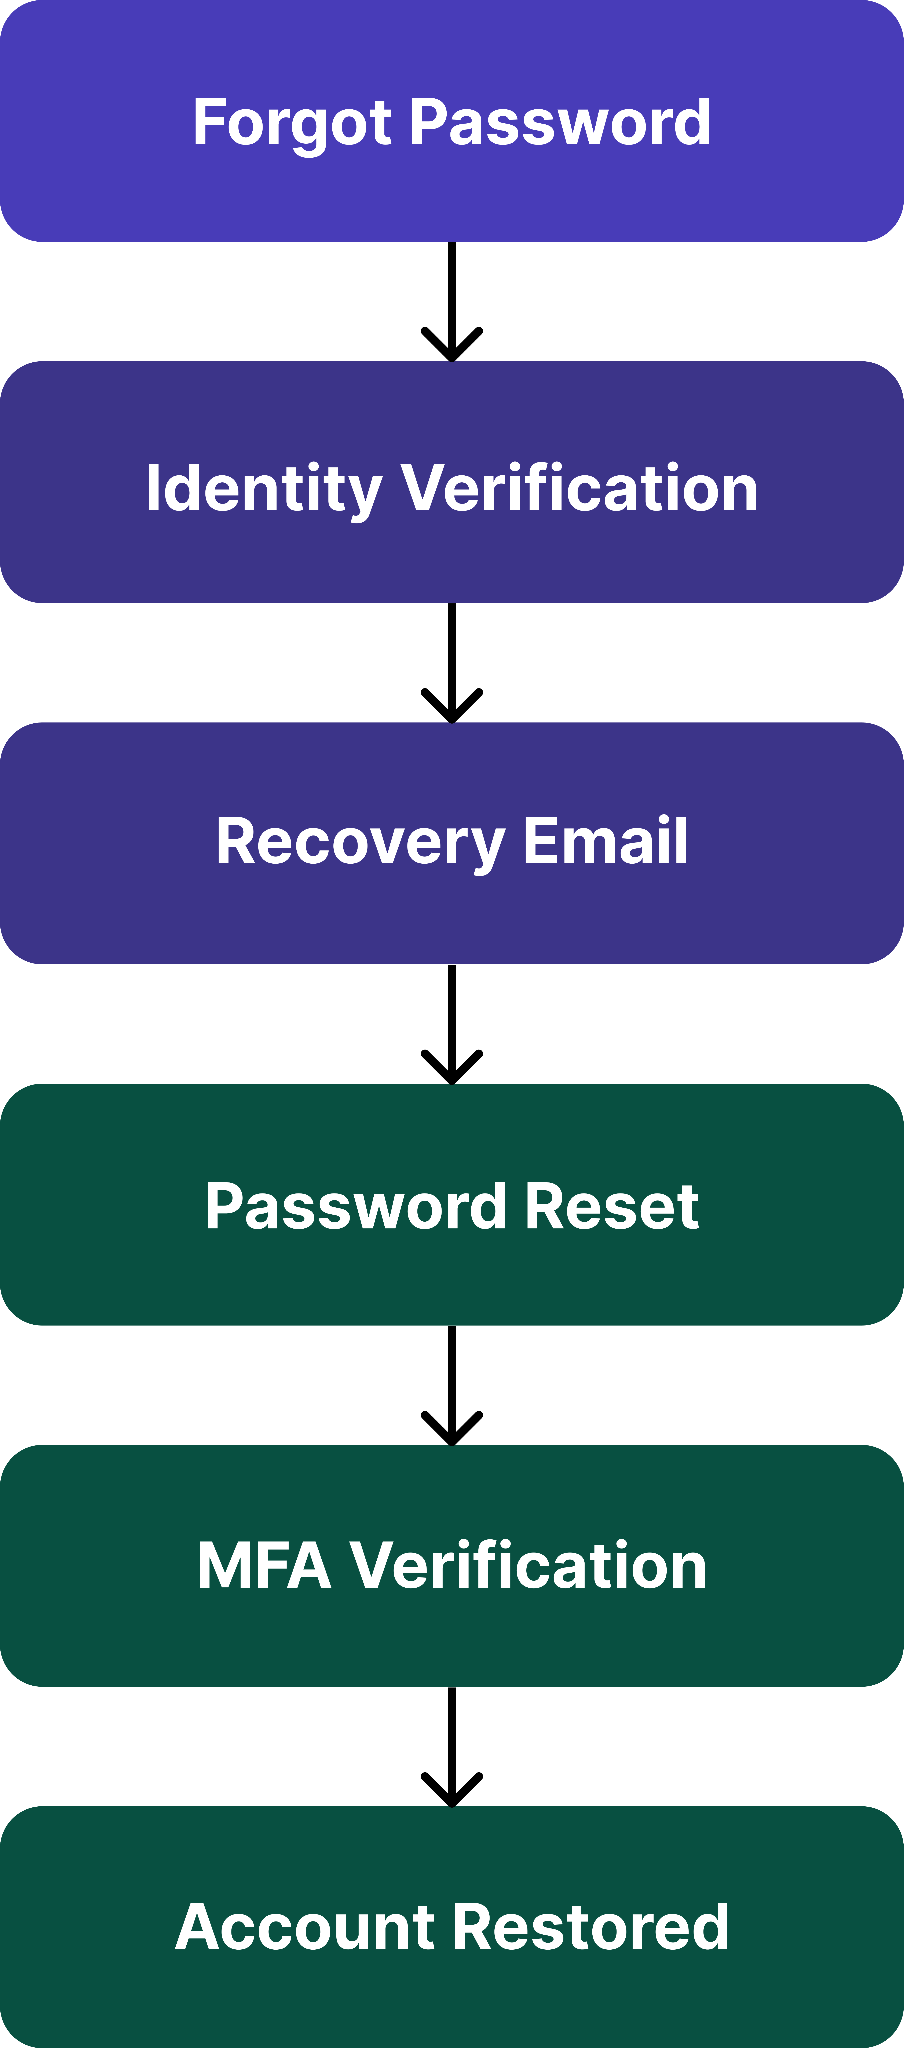 Forgot Password
Identity Verification
Recovery Email
Password Reset
MFA Verification
Account Restored